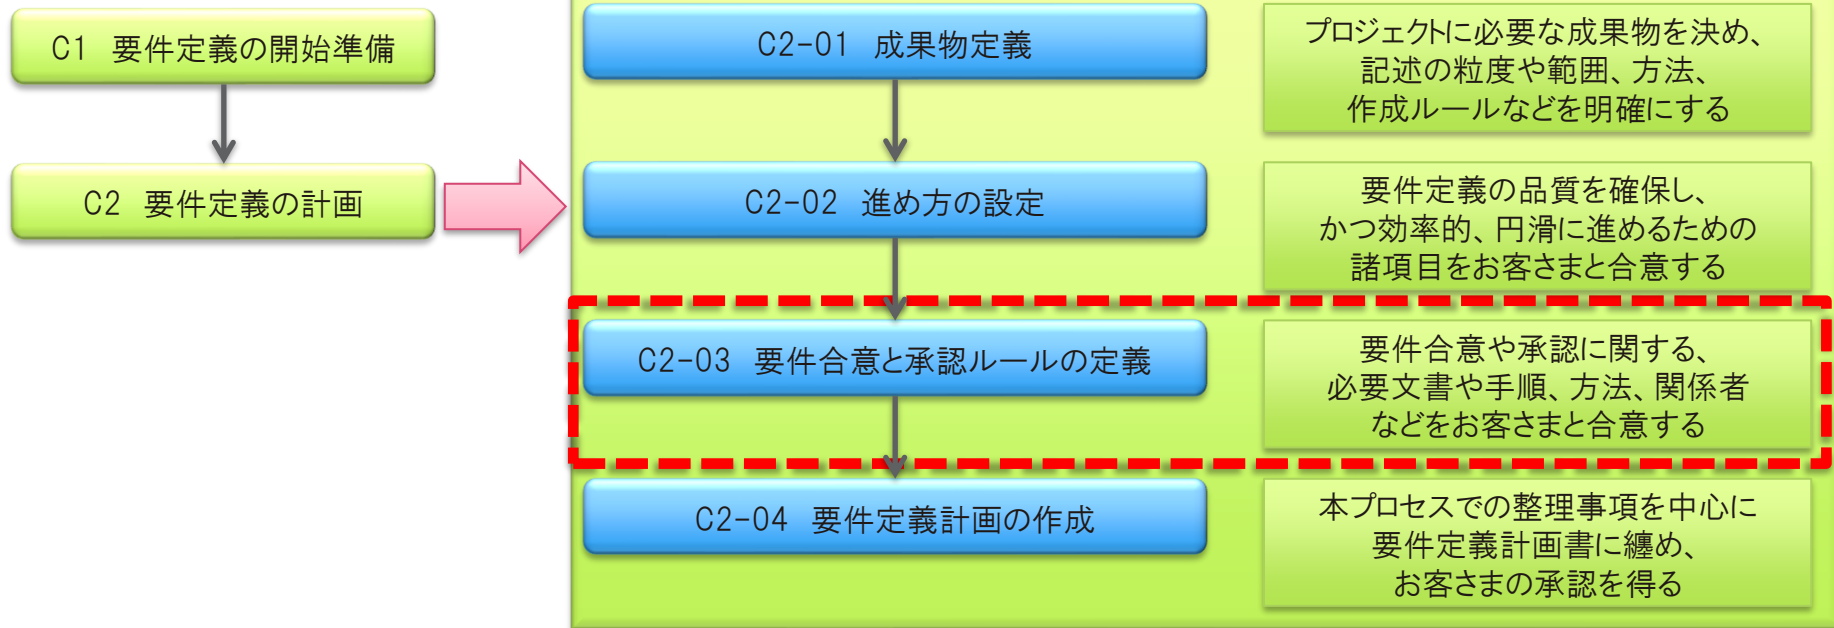 C1 要件定義の開始準備
C2 要件定義の計画
C2-01 成果物定義
プロジェクトに必要な成果物を決め、
記述の粒度や範囲、方法、
作成ルールなどを明確にする
C2-02 進め方の設定
要件定義の品質を確保し、
かつ効率的、円滑に進めるための
諸項目をお客さまと合意する
C2-03 要件合意と承認ルールの定義
要件合意や承認に関する、
必要文書や手順、方法、関係者
などをお客さまと合意する
C2-04 要件定義計画の作成
本プロセスでの整理事項を中心に
要件定義計画書に纏め、
お客さまの承認を得る